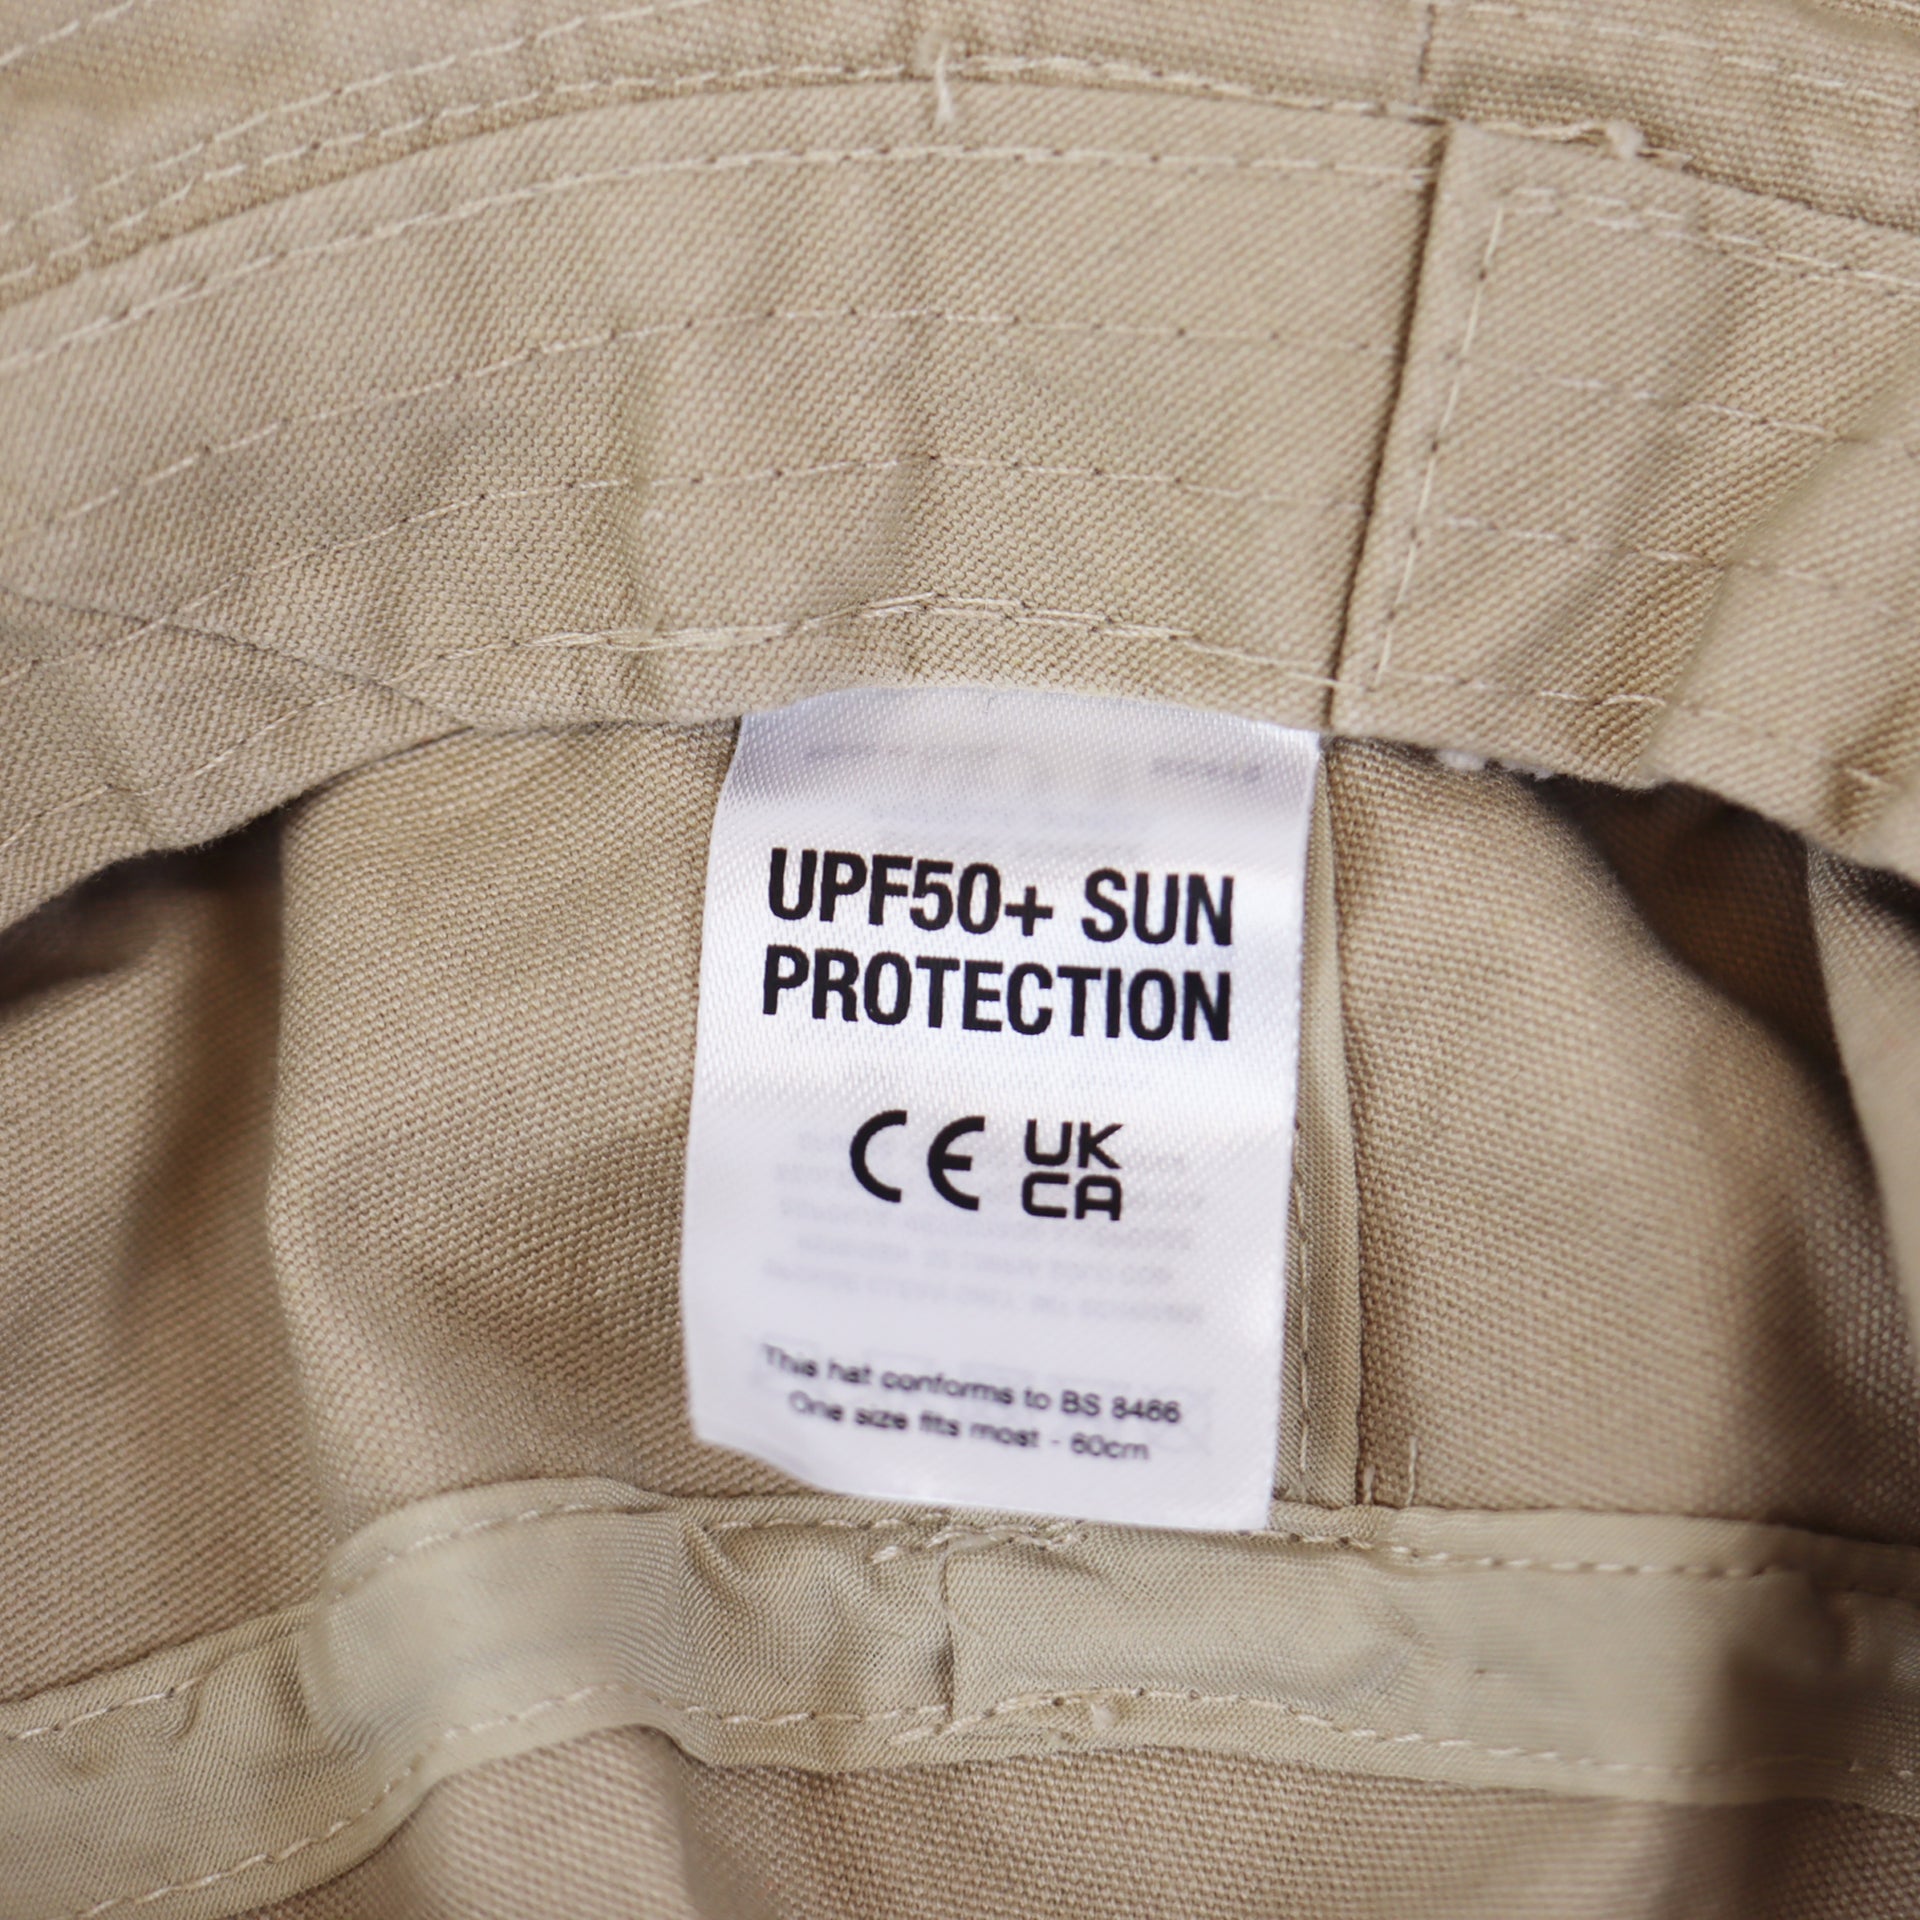 UPF50+ SUN
PROTECTION
CE UK
CA
This hat conforms to BS 8466
One size fits most - 60cm